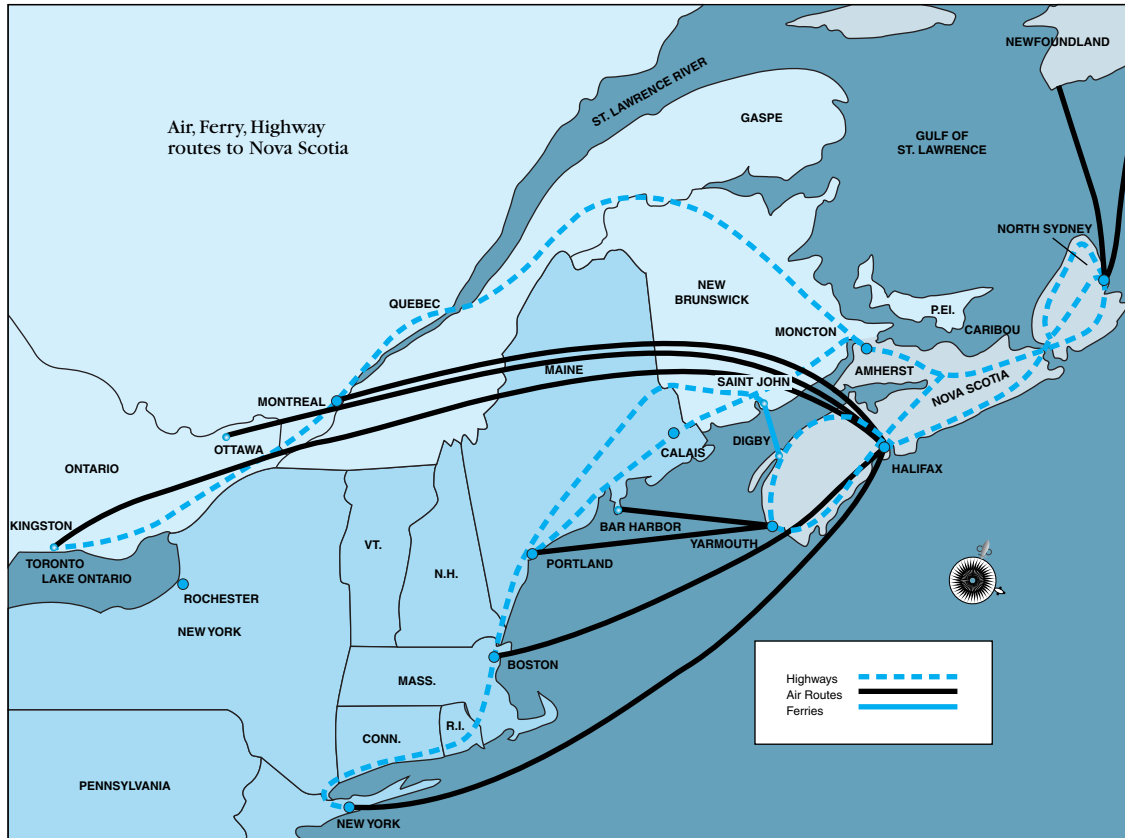 NEWFOUNDLAND
ST. LAWRENCE RIVER
Air, Ferry, Highway
routes to Nova Scotia
GASPE
GULF OF
ST. LAWRENCE
NORTH SYDNEY
QUEBEC
NEW
BRUNSWICK
P.EI.
MONCTON
CARIBOU
MAINE
AMHERST
SAINT JOHN
NOVA SCOTIA
MONTREAL
OTTAWA
DIGBY
CALAIS
ONTARIO
HALIFAX
KINGSTON
BAR HARBOR
YARMOUTH
VT.
TORONTO
PORTLAND
LAKE ONTARIO
N.H.
ROCHESTER
NEW YORK
BOSTON
MASS.
Highways
Air Routes
Ferries
R.I.
CONN.
PENNSYLVANIA
NEW YORK